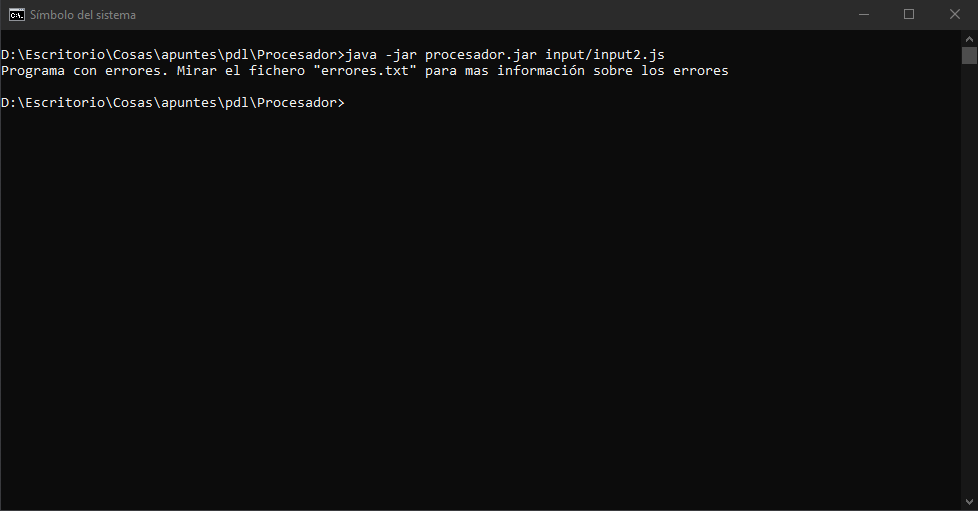 Símbolo del sistema
D:\Escritorio\Cosas\apuntes\pdl\Procesador>java -jar procesador.jar input/input2.js
Programa con errores. Mirar el fichero "errores.txt" para mas información sobre los errores
D:\Escritorio\Cosas\apuntes\pdl\Procesador>